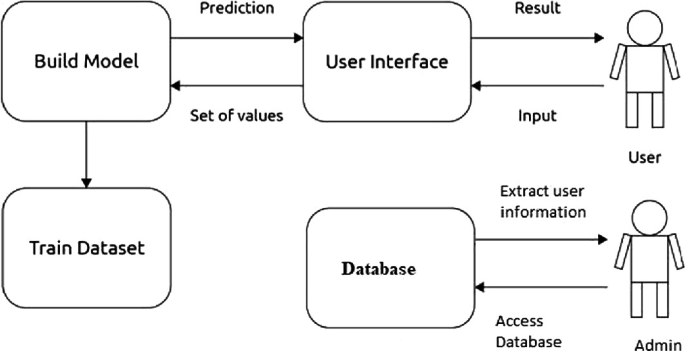 Prediction
Result
Build Model
User Interface
Set of values
Input
User
Extract user
information
Train Dataset
Database
Access
Database
Admin